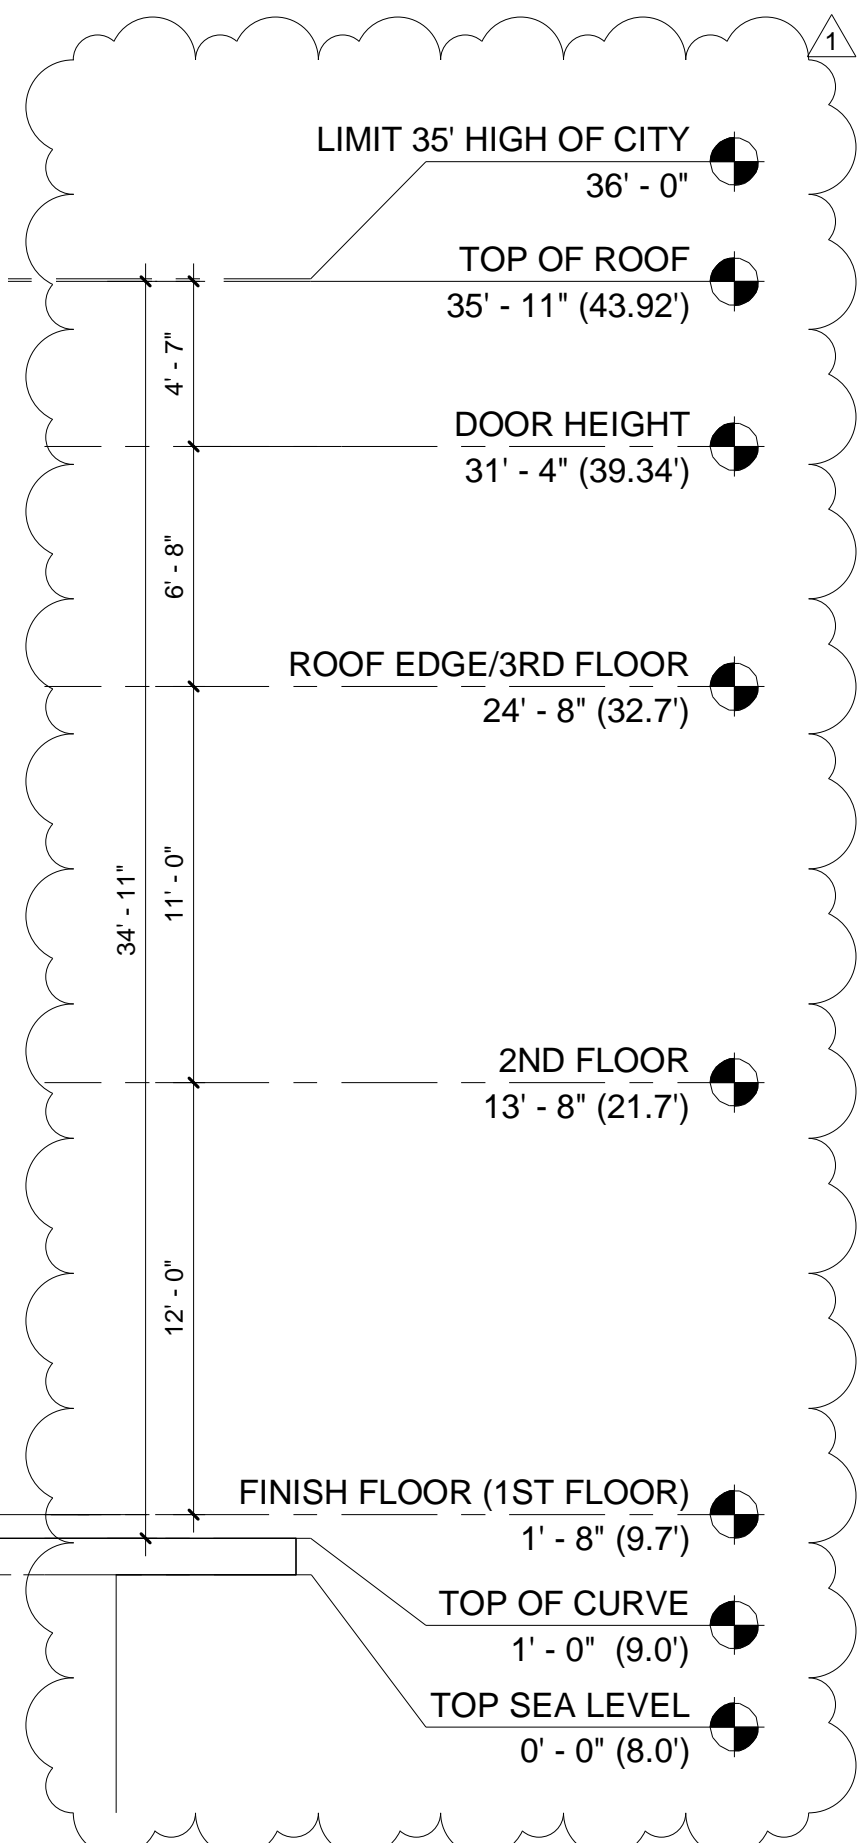 1
LIMIT 35' HIGH OF CITY
36' - 0"
TOP OF ROOF
35' - 11" (43.92')
4' - 7"
DOOR HEIGHT
31' - 4" (39.34')
6' - 8"
ROOF EDGE/3RD FLOOR
24' - 8" (32.7')
34' - 11"
11' - 0"
2ND FLOOR
13' - 8" (21.7')
12' - 0"
FINISH FLOOR (1ST FLOOR)
1' - 8" (9.7')
TOP OF CURVE
1' - 0" (9.0')
TOP SEA LEVEL
0' - 0" (8.0')